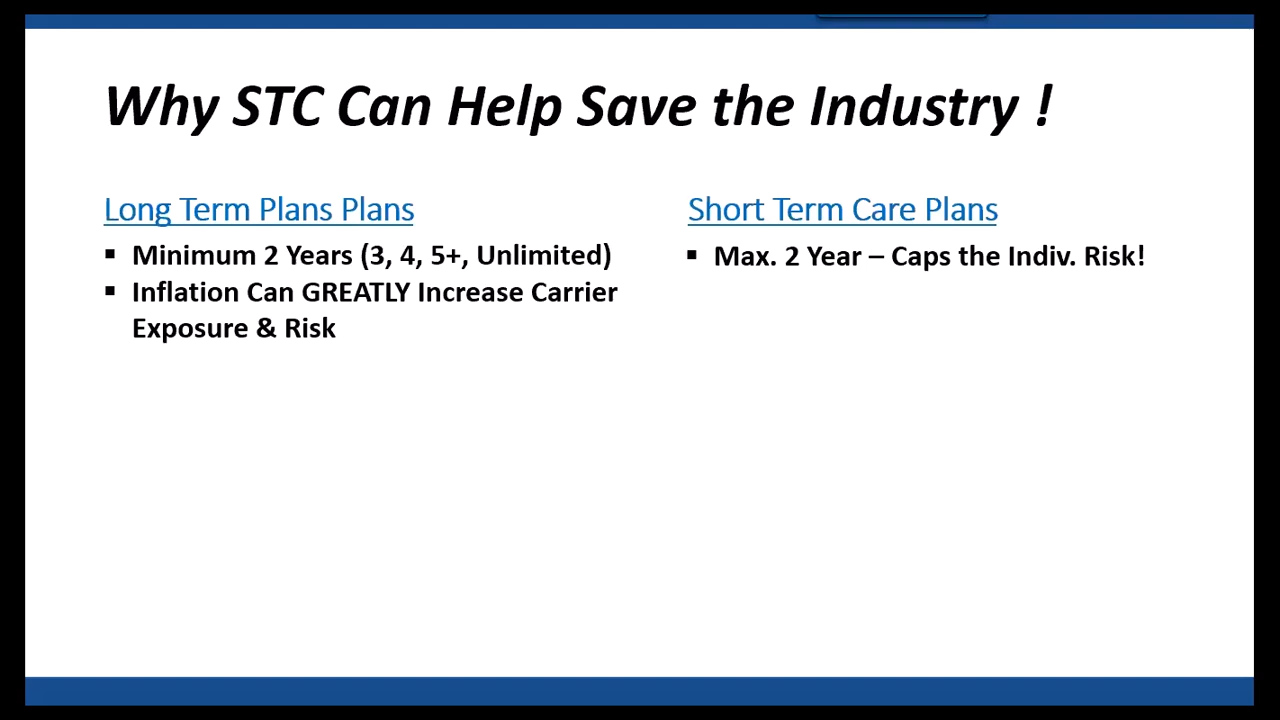 Why STC Can Help Save the Industry !
Long Term Plans Plans
▪ Minimum 2 Years (3, 4, 5+, Unlimited)
▪ Inflation Can GREATLY Increase Carrier
Exposure & Risk
Short Term Care Plans
▪ Max. 2 Year – Caps the Indiv. Risk!